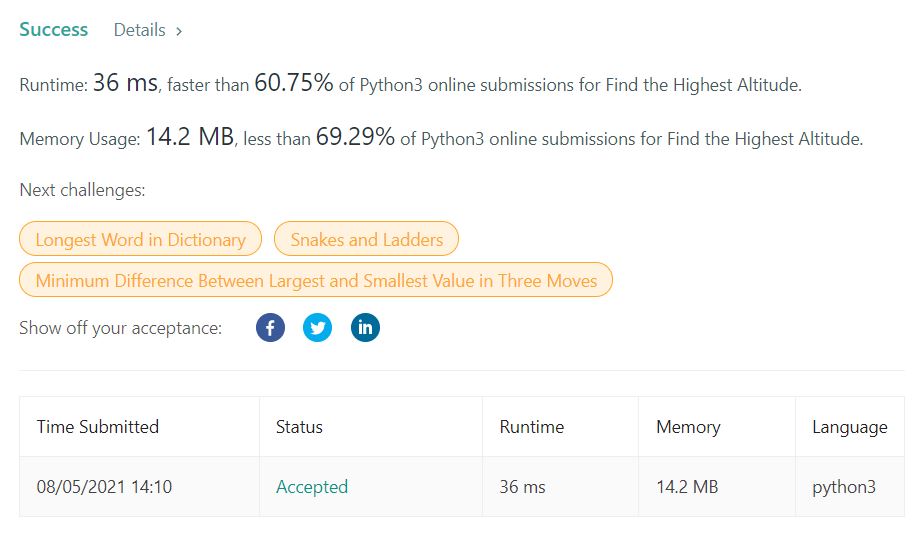 Success Details >
Runtime: 36 ms, faster than 60.75% of Python3 online submissions for Find the Highest Altitude.
Memory Usage: 14.2 MB, less than 69.29% of Python3 online submissions for Find the Highest Altitude.
Next challenges:
Longest Word in Dictionary Snakes and Ladders
Minimum Difference Between Largest and Smallest Value in Three Moves
Show off your acceptance: f in
Time Submitted Status Runtime Memory Language
08/05/2021 14:10 Accepted 36 ms 14.2 MB python3